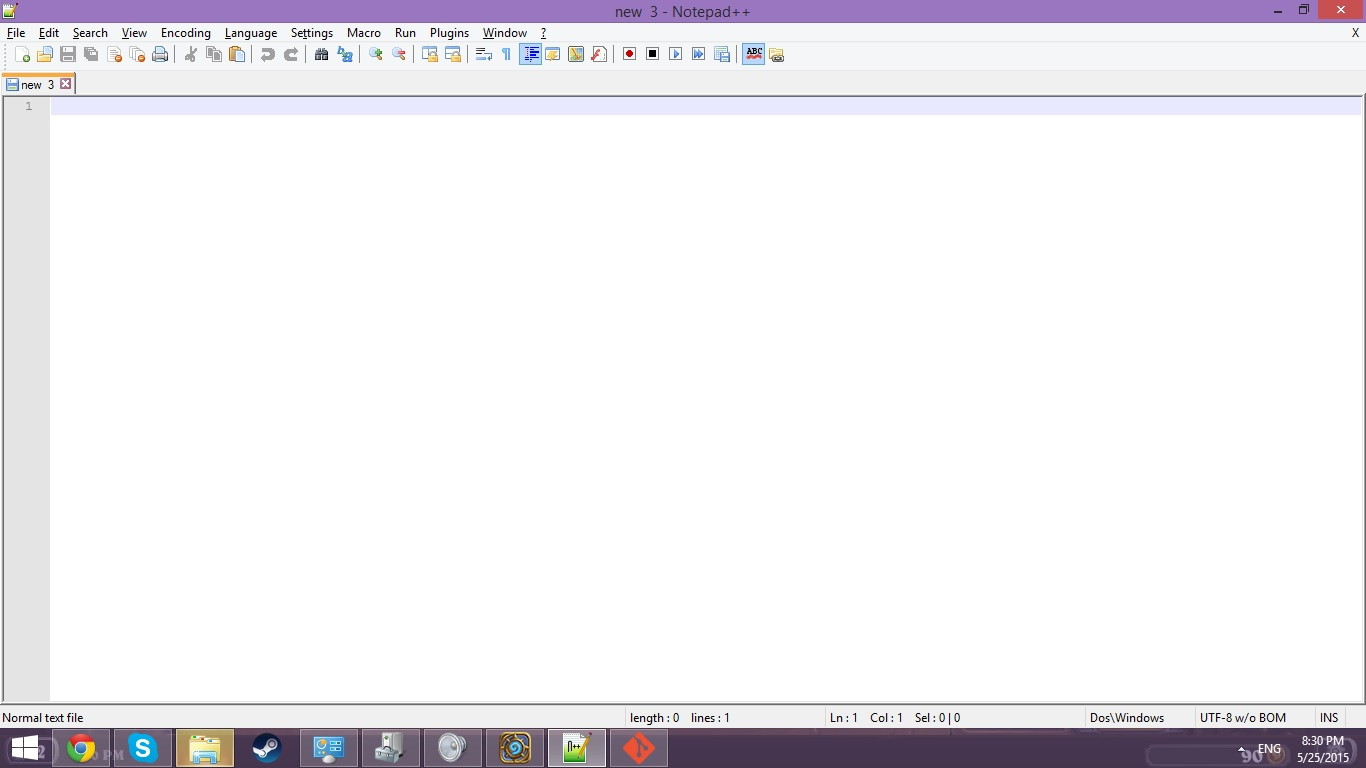 new  3 - Notepad++
File Edit Search View Encoding Language Settings Macro Run Plugins Window ? X
ABC
new  3
1
Normal text file length : 0 lines : 1 Ln : 1 Col : 1 Sel : 0 | 0 Dos\Windows UTF-8 w/o BOM INS
ENG 8:30 PM
5/25/2015